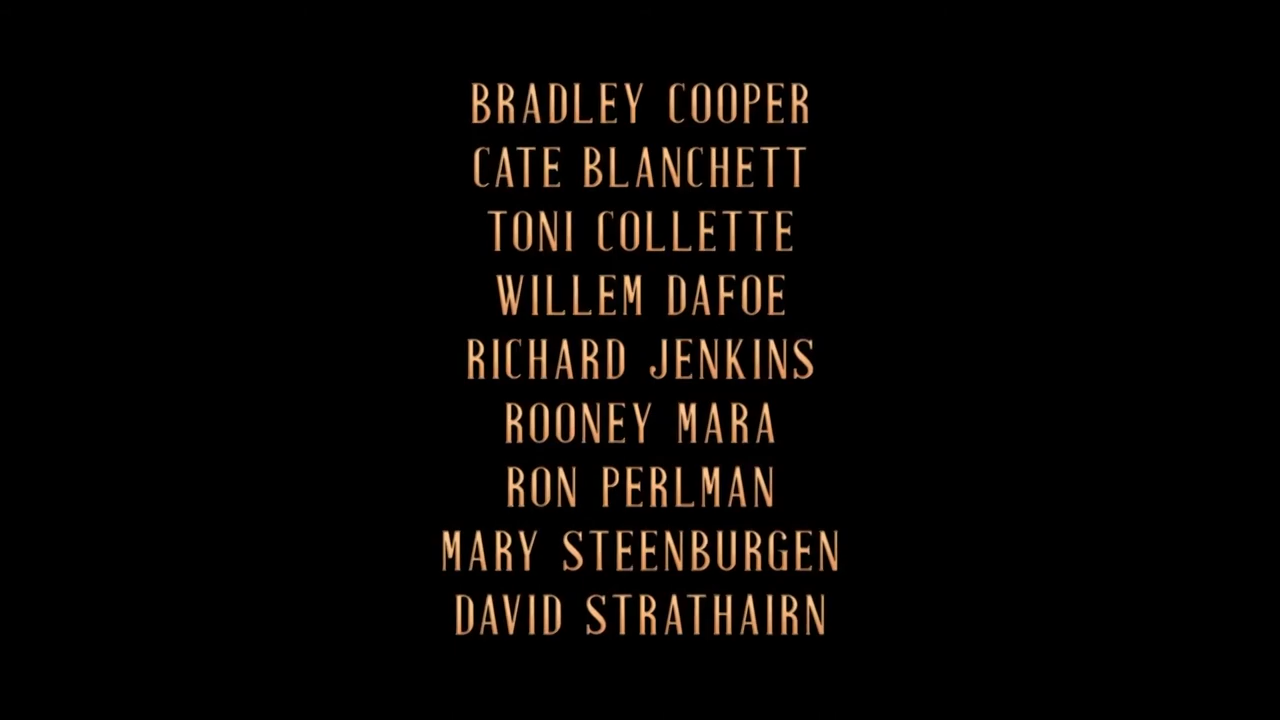 BRADLEY COOPER
CATE BLANCHETT
TONI COLLETTE
WILLEM DAFOE
RICHARD JENKINS
ROONEY MARA
RON PERLMAN
MARY STEENBURGEN
DAVID STRATHAIRN